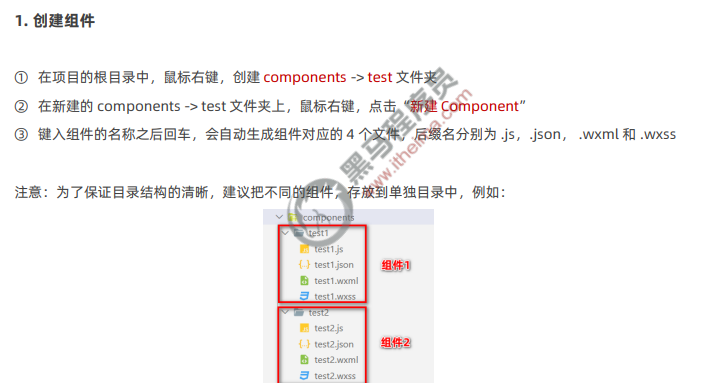 1. 创建组件
① 在项目的根目录中，鼠标右键，创建 components -> test 文件夹
② 在新建的 components -> test 文件夹上，鼠标右键，点击“新建 Component”
③ 键入组件的名称之后回车，会自动生成组件对应的 4 个文件，后缀名分别为 .js，.json， .wxml 和 .wxss
黑马程序员
www.itheima.com
注意：为了保证目录结构的清晰，建议把不同的组件，存放到单独目录中，例如：
components
test1
test1.js
test1.json
组件1
test1.wxml
test1.wxss
test2
test2.js
test2.json
组件2
test2.wxml
test2.wxss